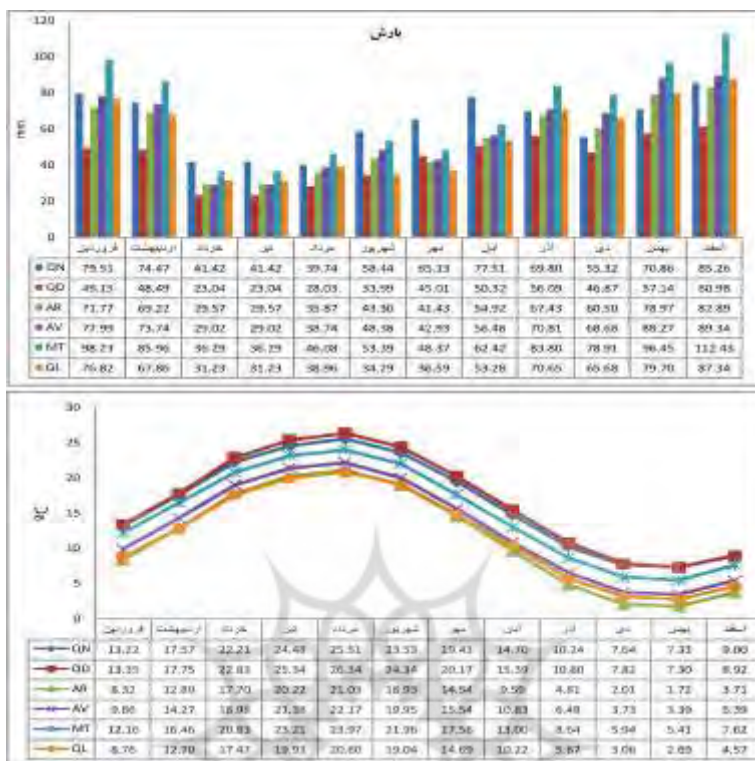 بارش
120
100
80
60
40
20
0
mm
فروردین اردیبهشت خرداد تیر مرداد شهریور مهر آبان آذر دی بهمن اسفند
QN 79.51 74.47 41.42 41.42 39.74 58.44 65.13 77.51 69.80 55.32 70.86 85.26
QD 49.15 48.49 23.04 23.04 28.03 33.99 45.01 50.32 56.09 46.87 57.14 60.98
AR 71.77 69.22 29.57 29.57 35.87 43.50 41.43 54.92 67.43 60.50 78.97 82.89
AV 77.99 73.74 29.02 29.02 38.74 48.38 42.93 56.46 70.81 68.68 88.27 89.34
MT 98.23 85.96 36.29 36.29 46.08 53.39 48.37 62.42 83.80 78.91 96.45 112.43
QL 76.82 67.86 31.23 31.23 38.96 34.79 36.59 53.28 70.65 65.68 79.70 87.34
30
25
20
15
10
5
0
°C
فروردین اردیبهشت خرداد تیر مرداد شهریور مهر آبان آذر دی بهمن اسفند
QN 13.22 17.57 22.21 24.48 25.51 23.53 19.43 14.70 10.24 7.64 7.31 9.00
QD 13.35 17.75 22.83 25.34 26.34 24.34 20.17 15.39 10.80 7.82 7.30 8.92
AR 8.32 12.80 17.70 20.22 21.03 18.93 14.54 9.59 4.81 2.01 1.72 3.71
AV 9.86 14.27 18.95 21.38 22.17 19.95 15.54 10.83 6.48 3.73 3.39 5.39
MT 12.16 16.46 20.83 23.21 23.97 21.96 17.56 13.00 8.64 5.94 5.41 7.62
QL 8.76 12.70 17.47 19.91 20.60 19.04 14.69 10.22 5.87 3.06 2.69 4.57